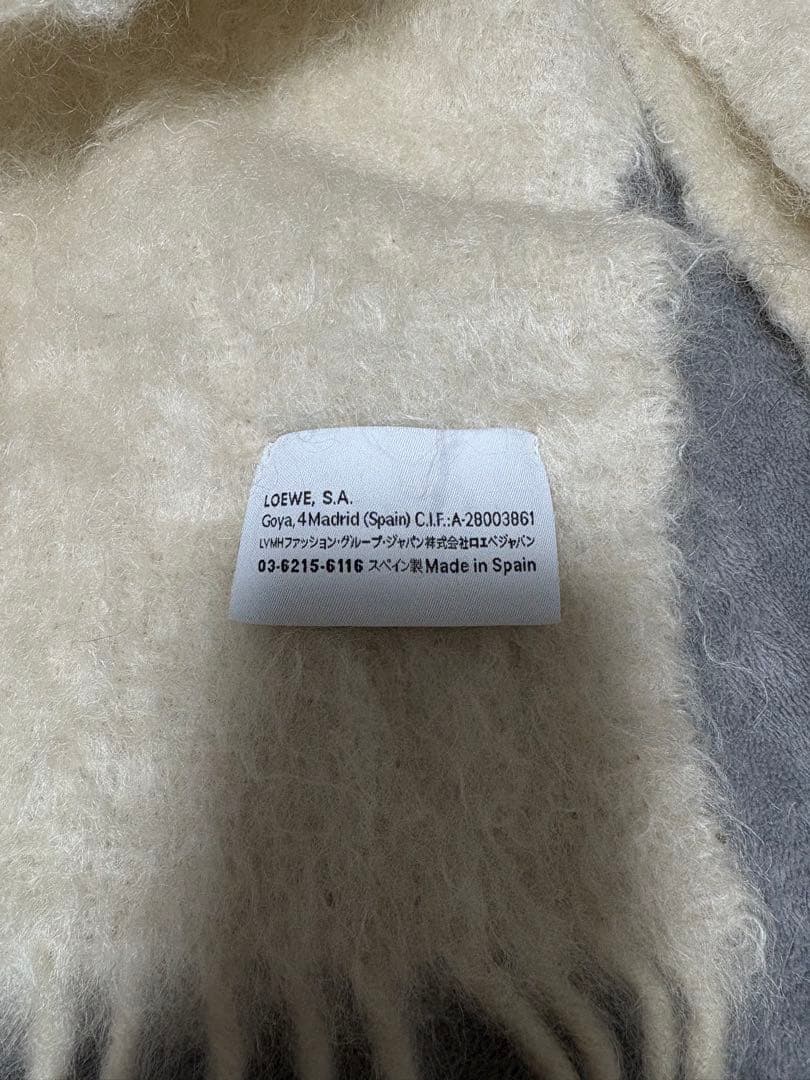 LOEWE, S.A.
Goya, 4 Madrid (Spain) C.I.F.:A-28003861
LVMHファッション・グループ・ジャパン株式会社ロエベジャパン
03-6215-6116 スペイン製 Made in Spain